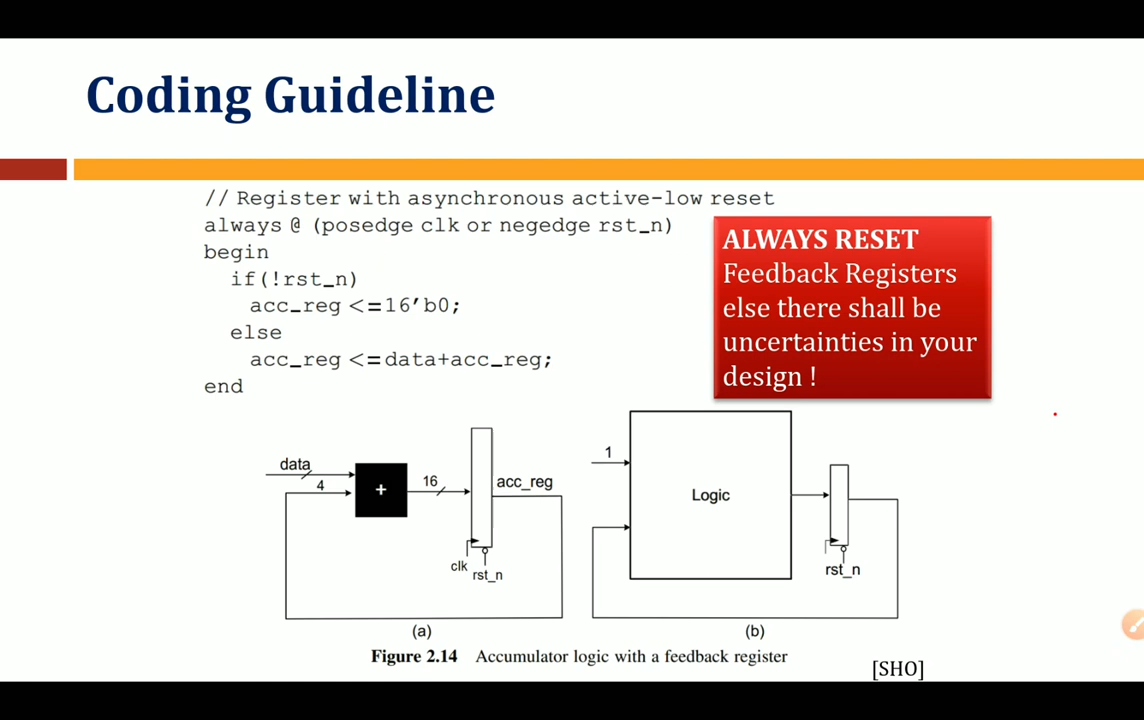 Coding Guideline
// Register with asynchronous active-low reset
always @ (posedge clk or negedge rst_n)
begin
if(!rst_n)
acc_reg <=16’b0;
else
acc_reg <=data+acc_reg;
end
ALWAYS RESET
Feedback Registers
else there shall be
uncertainties in your
design !
data
4
+
16
acc_reg
clk
rst_n
(a)
1
Logic
rst_n
(b)
Figure 2.14 Accumulator logic with a feedback register
[SHO]